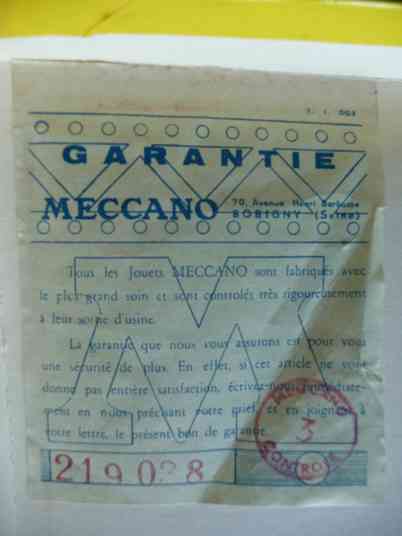 GARANTIE
MECCANO
70, Avenue Henri Barbusse
BOBIGNY (Seine)
Tous les Jouets MECCANO sont fabriqués avec
le plus grand soin et sont contrôlés très rigoureusement
à leur sortie d'usine.
La garantie que nous vous assurons est pour vous
une sécurité de plus. En effet, si cet article ne vous
donne pas entière satisfaction, écrivez-nous immédiate-
ment en nous précisant votre grief et en joignant à
votre lettre, le présent bon de garantie.
MECCANO
3
CONTROLE
219028